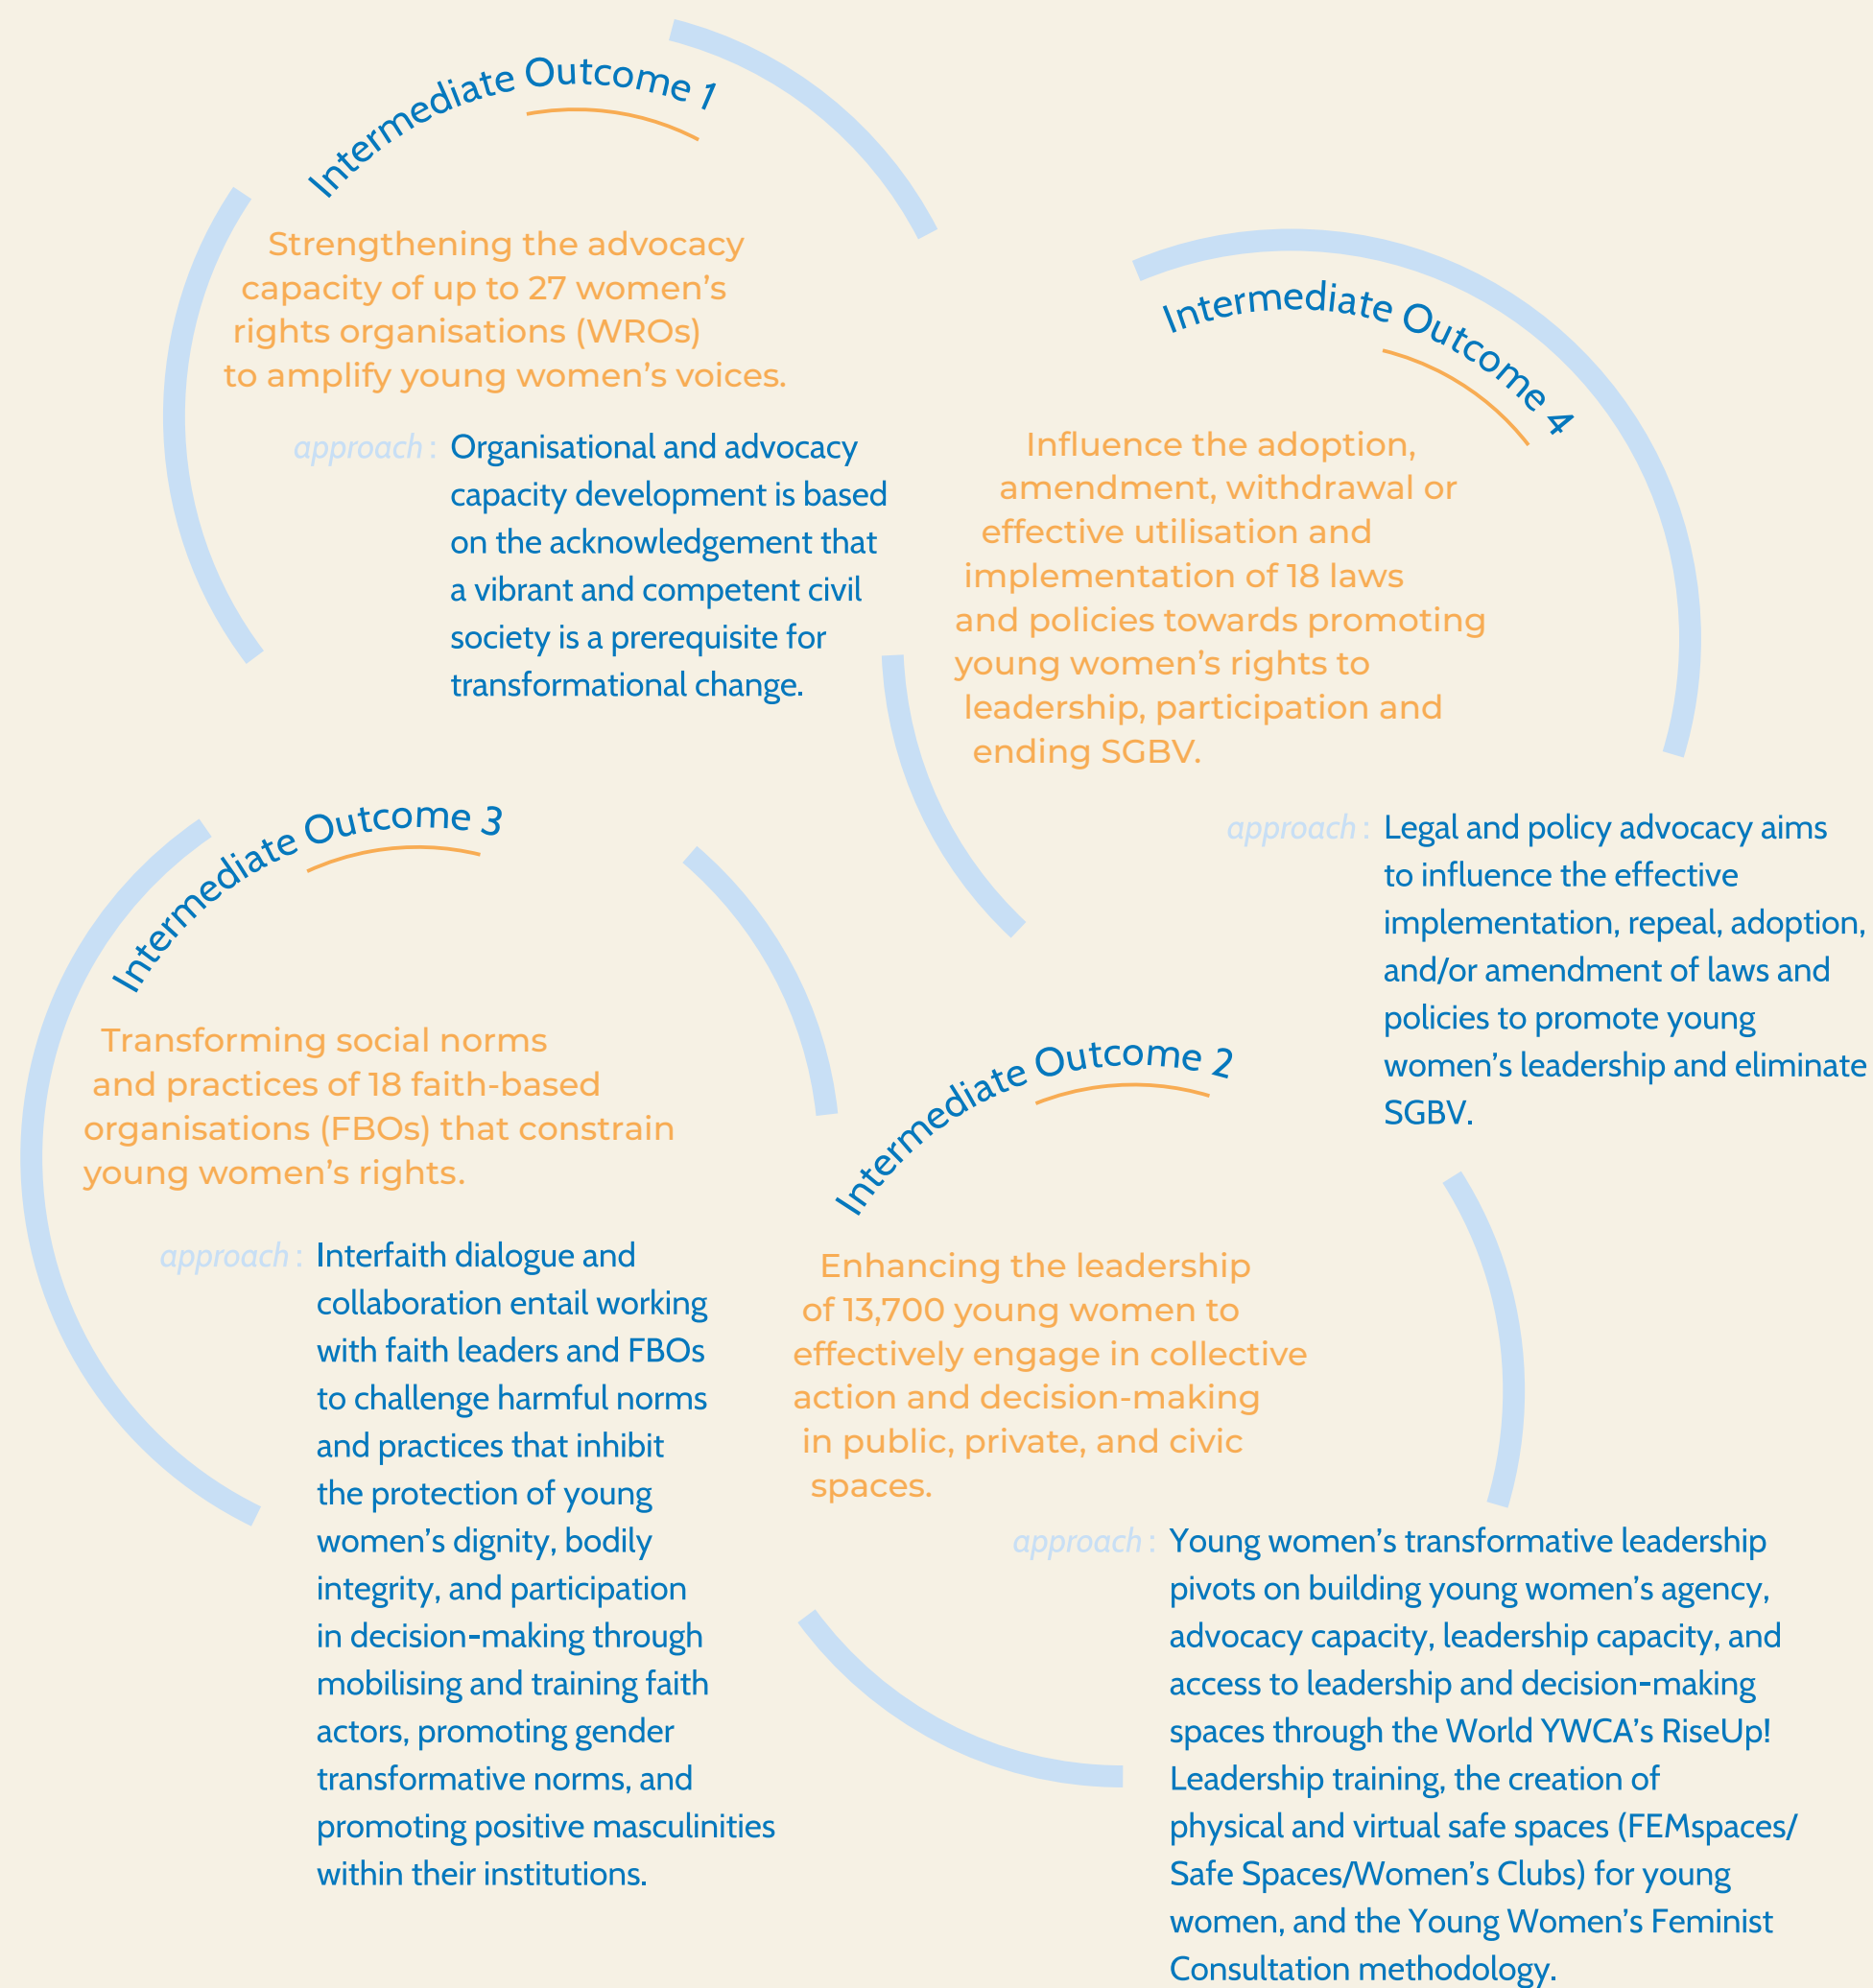 Intermediate Outcome 1
Strengthening the advocacy
capacity of up to 27 women's
rights organisations (WROs)
to amplify young women's voices.
approach : Organisational and advocacy
capacity development is based
on the acknowledgement that
a vibrant and competent civil
society is a prerequisite for
transformational change.
Intermediate Outcome 4
Influence the adoption,
amendment, withdrawal or
effective utilisation and
implementation of 18 laws
and policies towards promoting
young women's rights to
leadership, participation and
ending SGBV.
approach : Legal and policy advocacy aims
to influence the effective
implementation, repeal, adoption,
and/or amendment of laws and
policies to promote young
women's leadership and eliminate
SGBV.
Intermediate Outcome 3
Transforming social norms
and practices of 18 faith-based
organisations (FBOs) that constrain
young women's rights.
approach : Interfaith dialogue and
collaboration entail working
with faith leaders and FBOs
to challenge harmful norms
and practices that inhibit
the protection of young
women's dignity, bodily
integrity, and participation
in decision-making through
mobilising and training faith
actors, promoting gender
transformative norms, and
promoting positive masculinities
within their institutions.
Intermediate Outcome 2
Enhancing the leadership
of 13,700 young women to
effectively engage in collective
action and decision-making
in public, private, and civic
spaces.
approach : Young women's transformative leadership
pivots on building young women's agency,
advocacy capacity, leadership capacity, and
access to leadership and decision-making
spaces through the World YWCA's RiseUp!
Leadership training, the creation of
physical and virtual safe spaces (FEMspaces/
Safe Spaces/Women's Clubs) for young
women, and the Young Women's Feminist
Consultation methodology.